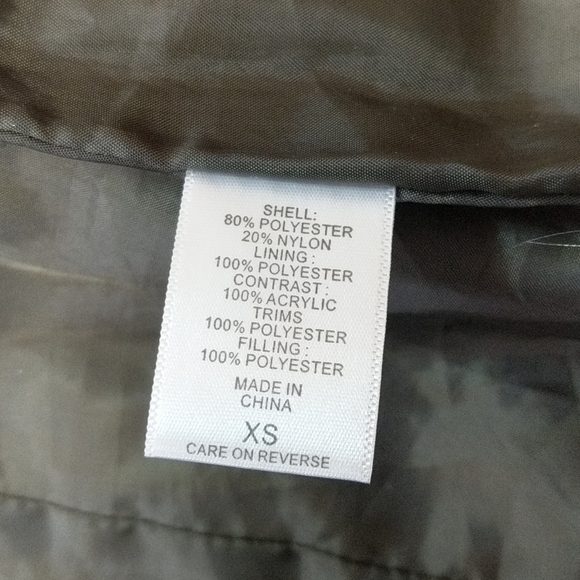 SHELL:
80% POLYESTER
20% NYLON
LINING :
100% POLYESTER
CONTRAST :
100% ACRYLIC
TRIMS
100% POLYESTER
FILLING :
100% POLYESTER
MADE IN
CHINA
XS
CARE ON REVERSE